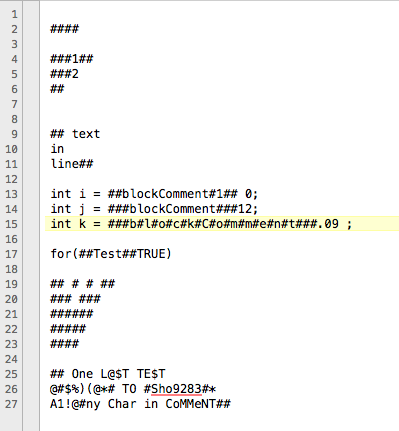 1
2 ####
3
4 ###1##
5 ###2
6 ##
7
8
9 ## text
10 in
11 line##
12
13 int i = ##blockComment#1## 0;
14 int j = ###blockComment###12;
15 int k = ###b#l#o#c#k#C#o#m#m#e#n#t###.09 ;
16
17 for(##Test##TRUE)
18
19 ## # # ##
20 ### ###
21 ######
22 #####
23 ####
24
25 ## One L@$T TE$T
26 @#$%)(@*# TO #Sho9283#*
27 A1!@#ny Char in CoMMeNT##